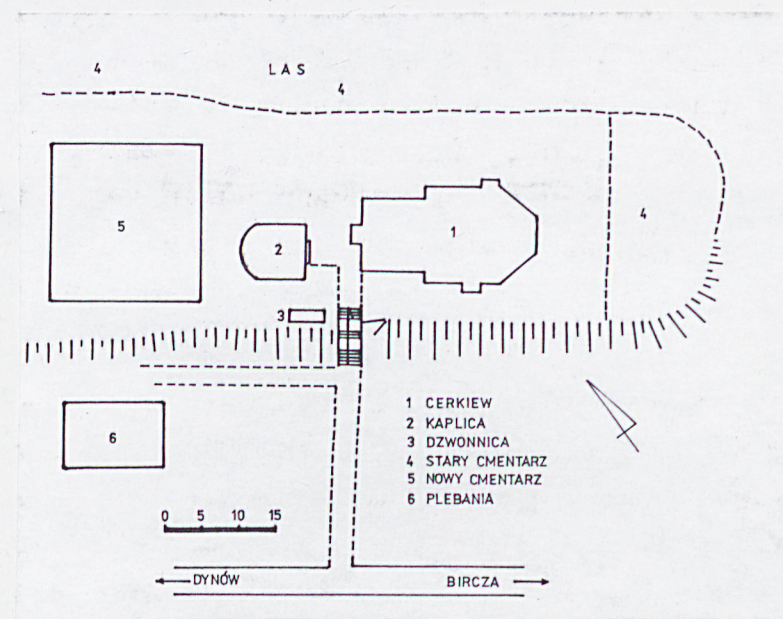 4
LAS
4
5
2
1
4
3
6
1 CERKIEW
2 KAPLICA
3 DZWONNICA
4 STARY CMENTARZ
5 NOWY CMENTARZ
6 PLEBANIA
0 5 10 15
DYNÓW
BIRCZA